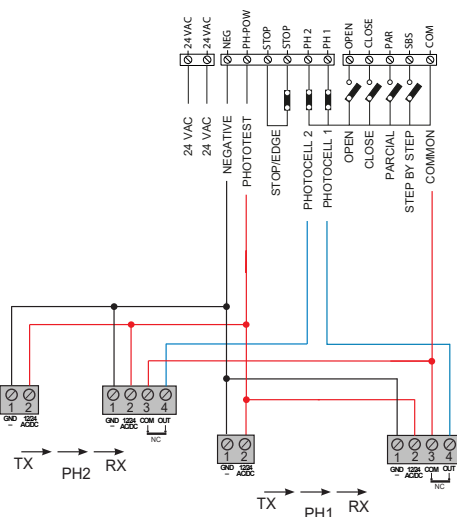 24 VAC
24 VAC
NEG
PH-POW
STOP
STOP
PH 2
PH 1
OPEN
CLOSE
PAR
SBS
COM
24 VAC
24 VAC
NEGATIVE
PHOTOTEST
STOP/EDGE
PHOTOCELL 2
PHOTOCELL 1
OPEN
CLOSE
PARCIAL
STEP BY STEP
COMMON
1 2
GND 12/24
– AC/DC
1 2 3 4
GND 12/24 COM OUT
– AC/DC
NC
TX PH2 RX
1 2
GND 12/24
– AC/DC
1 2 3 4
GND 12/24 COM OUT
– AC/DC
NC
TX PH1 RX